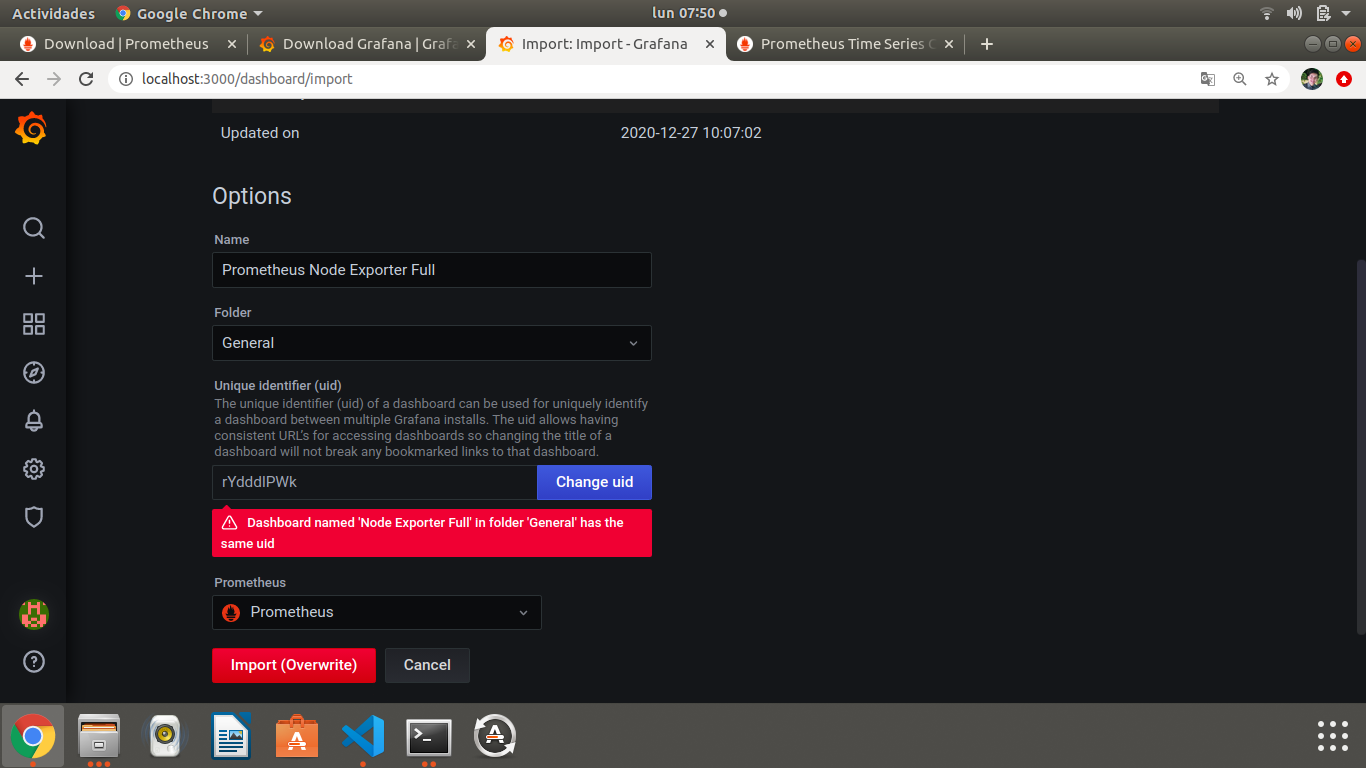 Actividades Google Chrome lun 07:50
Download | Prometheus Download Grafana | Grafa Import: Import - Grafana Prometheus Time Series C
localhost:3000/dashboard/import
Updated on 2020-12-27 10:07:02
Options
Name
Prometheus Node Exporter Full
Folder
General
Unique identifier (uid)
The unique identifier (uid) of a dashboard can be used for uniquely identify
a dashboard between multiple Grafana installs. The uid allows having
consistent URL's for accessing dashboards so changing the title of a
dashboard will not break any bookmarked links to that dashboard.
rYdddlPWk Change uid
Dashboard named 'Node Exporter Full' in folder 'General' has the
same uid
Prometheus
Prometheus
Import (Overwrite) Cancel